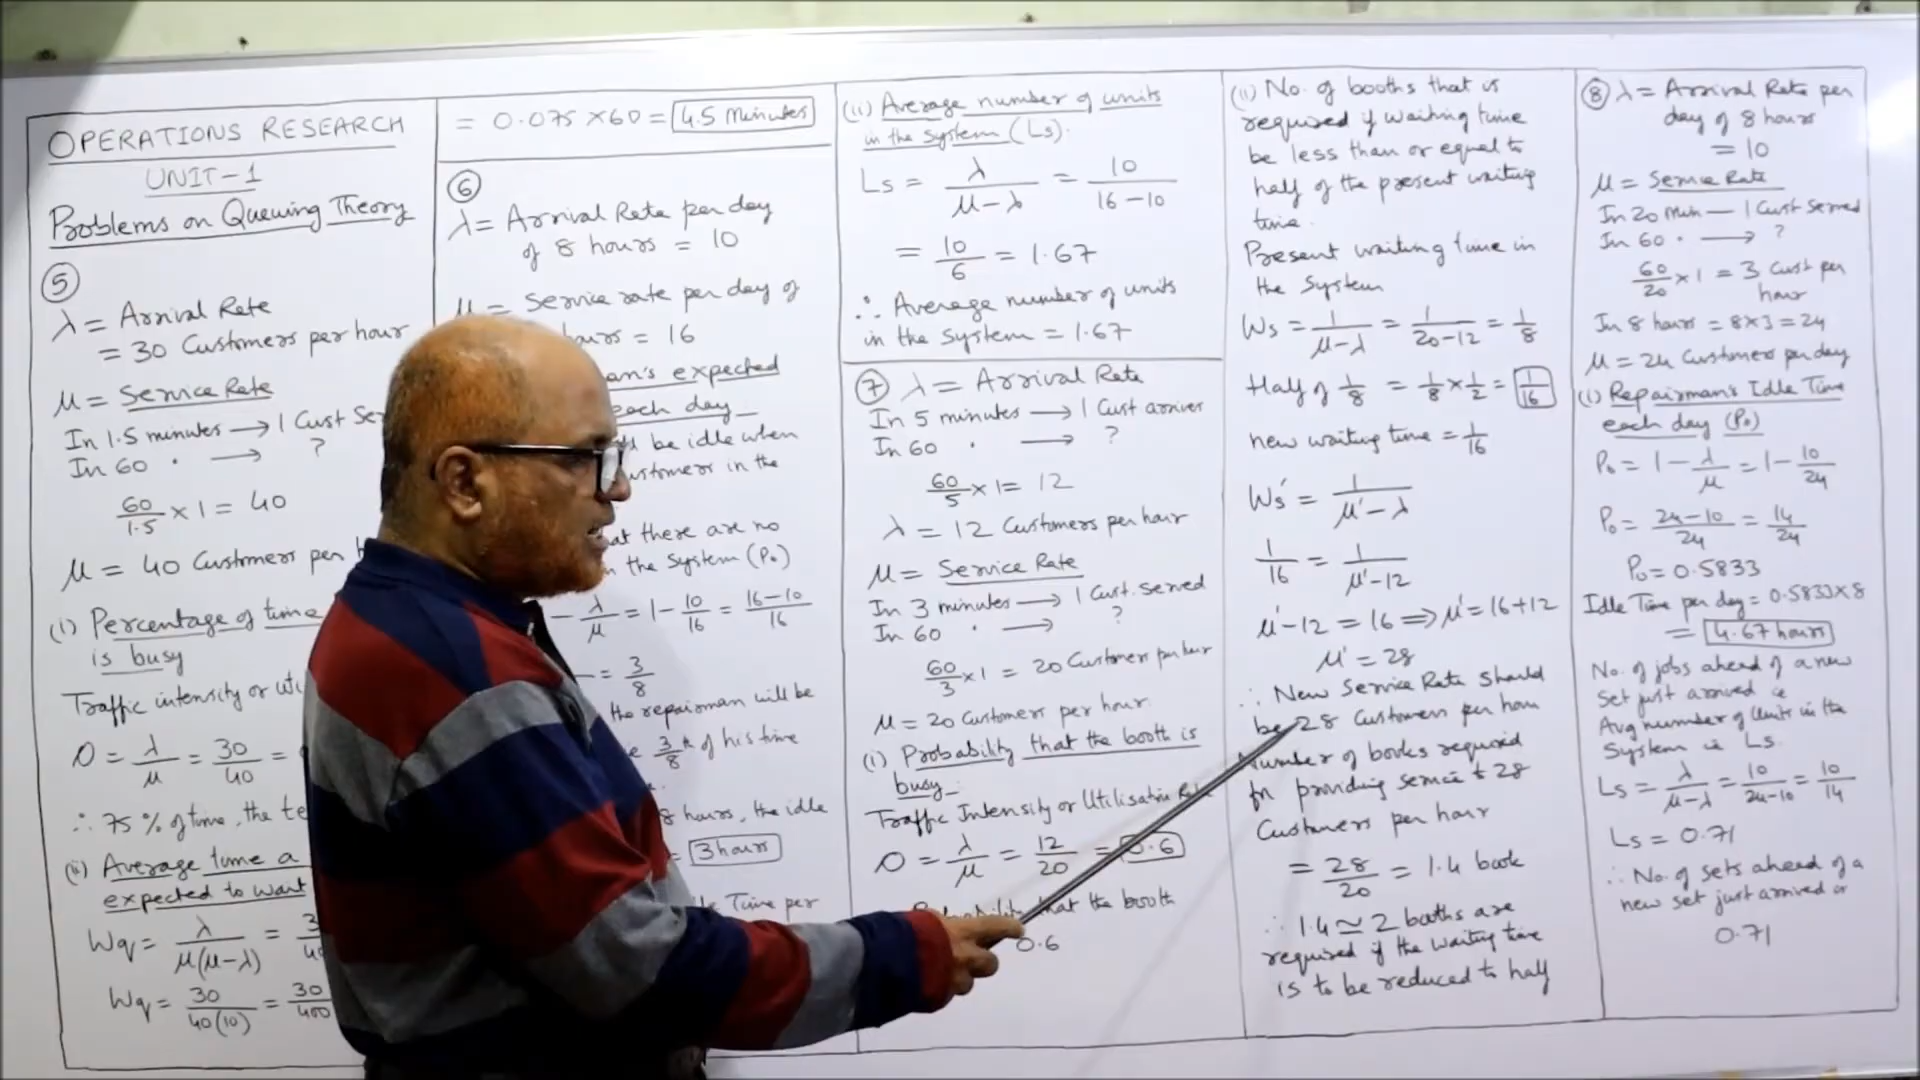 OPERATIONS RESEARCH
UNIT-1
Problems on Queuing Theory
⑤
λ = Arrival Rate
= 30 Customers per hour
μ = Service Rate
In 1.5 minutes → 1 Cust
In 60 " → ?
60/1.5 × 1 = 40
μ = 40 Customers per
(i) Percentage of time
is busy
Traffic intensity or
ρ = λ/μ = 30/40 =
∴ 75 % of time, the
(ii) Average time a
expected to wait
Wq = λ/μ(μ-λ) =
Wq = 30/40(10) = 30/400
= 0.075 × 60 = 4.5 Minutes
⑥
λ = Arrival Rate per day
of 8 hours = 10
μ = Service rate per day of
hours = 16
expected
each day
be idle when
in the
there are no
the System (P₀)
λ/μ = 1 - 10/16 = 16-10/16
= 3/8
the repairman will be
3/8 th of his time
8 hours, the idle
= 3 hours
Time per
(ii) Average number of units
in the system (Ls).
Ls = λ/μ-λ = 10/16-10
= 10/6 = 1.67
∴ Average number of units
in the system = 1.67
⑦ λ = Arrival Rate
In 5 minutes → 1 Cust arrives
In 60 " → ?
60/5 × 1 = 12
λ = 12 Customers per hour
μ = Service Rate
In 3 minutes → 1 Cust. served
In 60 " → ?
60/3 × 1 = 20 Customer per hour
μ = 20 Customers per hour
(i) Probability that the booth is
busy
Traffic Intensity or Utilisation Rate
ρ = λ/μ = 12/20 = 0.6
that the booth
0.6
(ii) No. of booths that is
required if waiting time
be less than or equal to
half of the present waiting
time.
Present waiting time in
the System
Ws = 1/μ-λ = 1/20-12 = 1/8
Half of 1/8 = 1/8 × 1/2 = 1/16
new waiting time = 1/16
Ws' = 1/μ'-λ
1/16 = 1/μ'-12
μ'-12 = 16 ⇒ μ' = 16+12
μ' = 28
∴ New Service Rate should
be 28 Customers per hour
Number of books required
for providing service to 28
Customers per hour
= 28/20 = 1.4 book
∴ 1.4 ≃ 2 booths are
required if the waiting time
is to be reduced to half
⑧ λ = Arrival Rate per
day of 8 hours
= 10
μ = Service Rate
In 20 Min — 1 Cust served
In 60 " → ?
60/20 × 1 = 3 Cust per
hour
In 8 hours = 8×3 = 24
μ = 24 Customers per day
(i) Repairman's Idle Time
each day (P₀)
P₀ = 1 - λ/μ = 1 - 10/24
P₀ = 24-10/24 = 14/24
P₀ = 0.5833
Idle Time per day = 0.5833×8
= 4.67 hours
No. of jobs ahead of a new
Set just arrived ie
Avg number of Units in the
System ie Ls.
Ls = λ/μ-λ = 10/24-10 = 10/14
Ls = 0.71
∴ No. of sets ahead of a
new set just arrived is
0.71